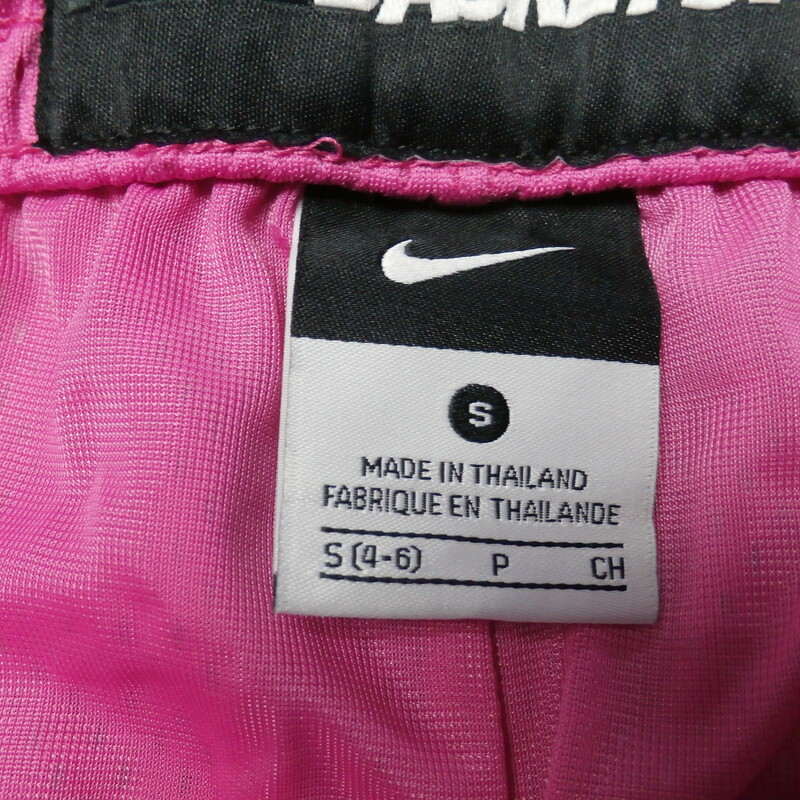 S
MADE IN THAILAND
FABRIQUE EN THAILANDE
S (4-6) P CH